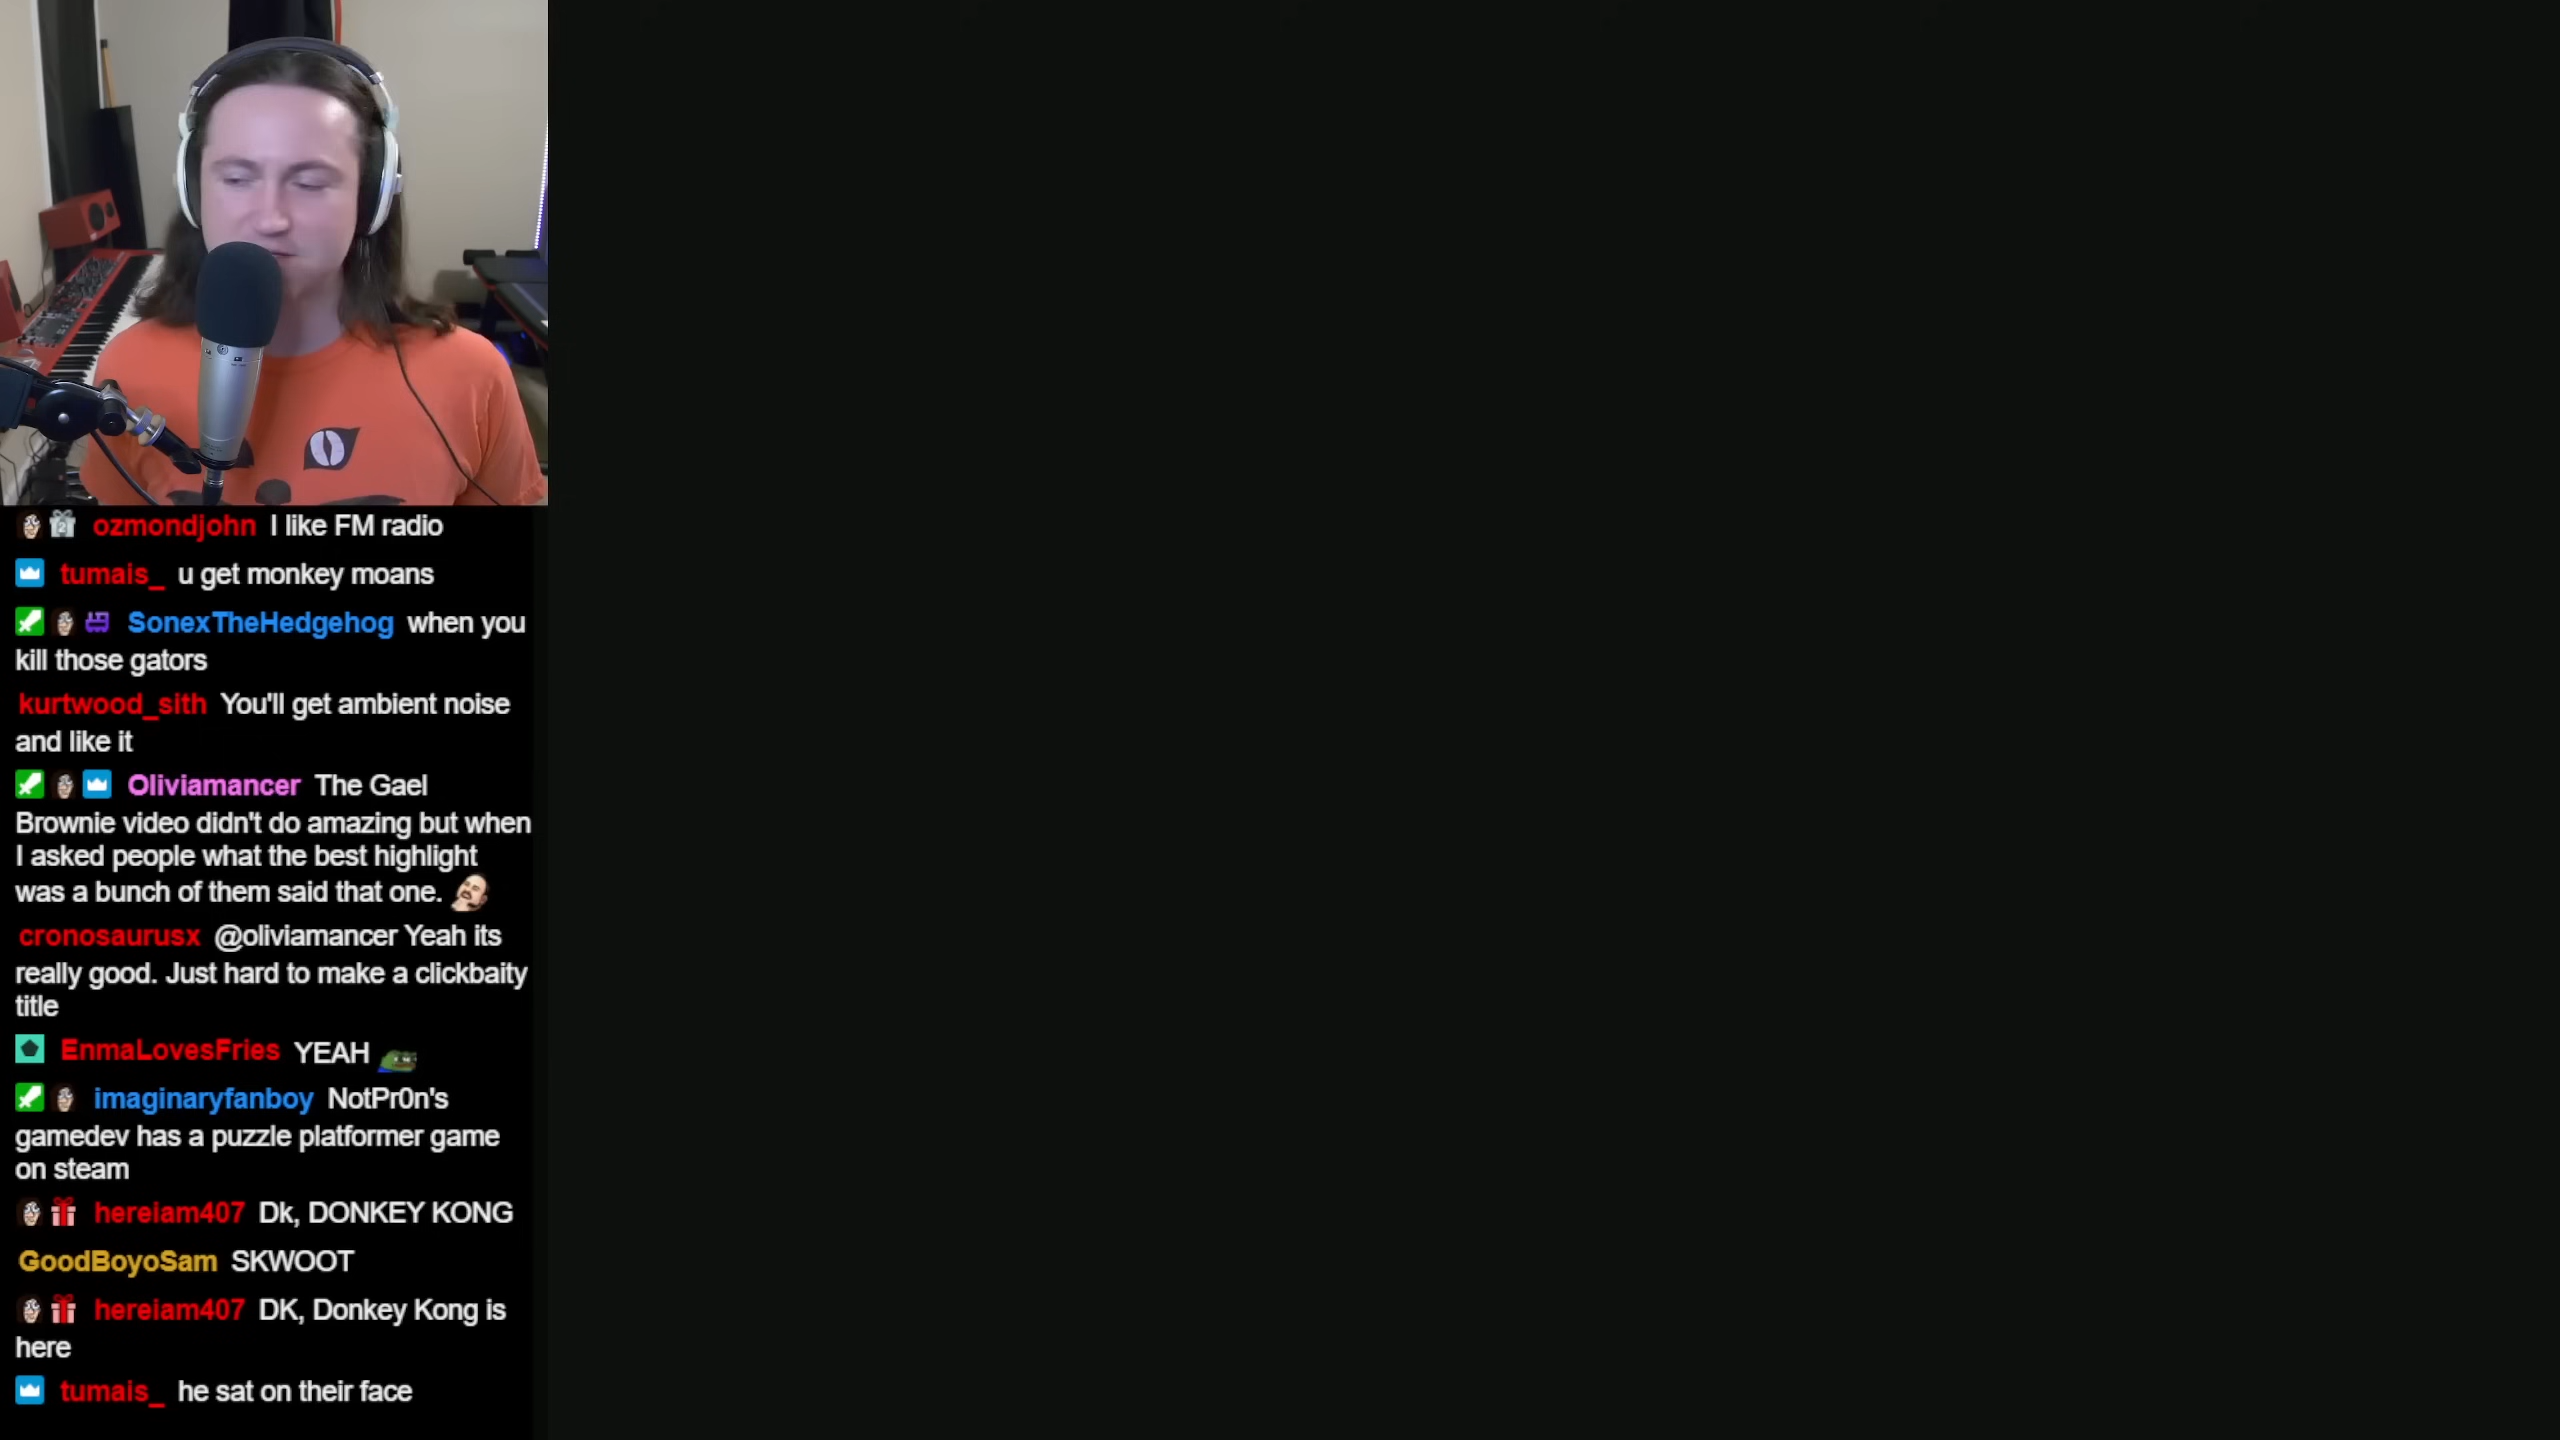 ozmondjohn I like FM radio
tumais_ u get monkey moans
SonexTheHedgehog when you
kill those gators
kurtwood_sith You'll get ambient noise
and like it
Oliviamancer The Gael
Brownie video didn't do amazing but when
I asked people what the best highlight
was a bunch of them said that one.
cronosaurusx @oliviamancer Yeah its
really good. Just hard to make a clickbaity
title
EnmaLovesFries YEAH
imaginaryfanboy NotPr0n's
gamedev has a puzzle platformer game
on steam
hereiam407 Dk, DONKEY KONG
GoodBoyoSam SKWOOT
hereiam407 DK, Donkey Kong is
here
tumais_ he sat on their face